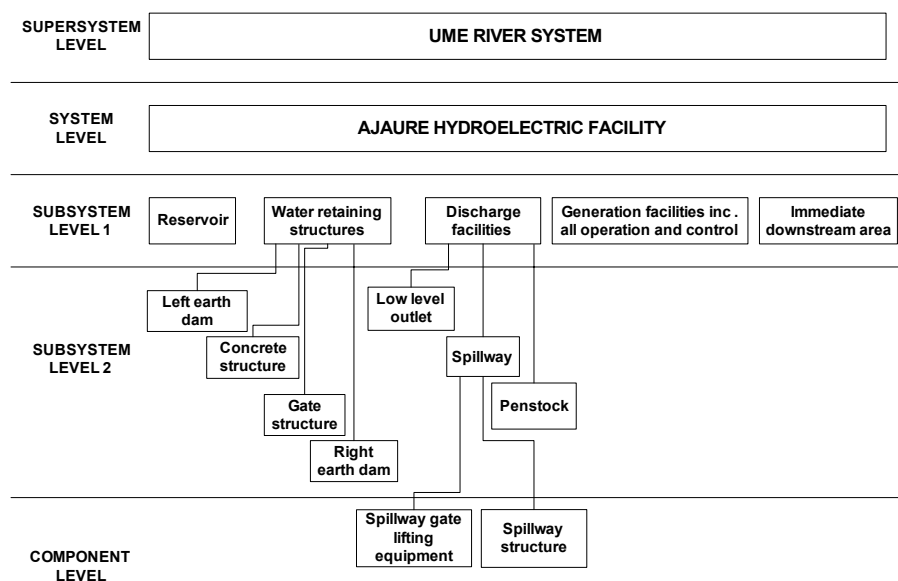 SUPERSYSTEM
LEVEL
UME RIVER SYSTEM
SYSTEM
LEVEL
AJAURE HYDROELECTRIC FACILITY
SUBSYSTEM
LEVEL 1
Reservoir
Water retaining
structures
Discharge
facilities
Generation facilities inc .
all operation and control
Immediate
downstream area
SUBSYSTEM
LEVEL 2
Left earth
dam
Concrete
structure
Gate
structure
Right
earth dam
Low level
outlet
Spillway
Penstock
COMPONENT
LEVEL
Spillway gate
lifting
equipment
Spillway
structure